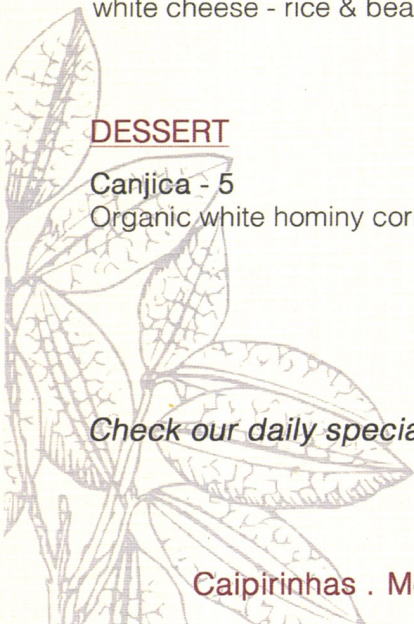 white cheese - rice & bea
DESSERT
Canjica - 5
Organic white hominy cor
Check our daily specia
Caipirinhas . M